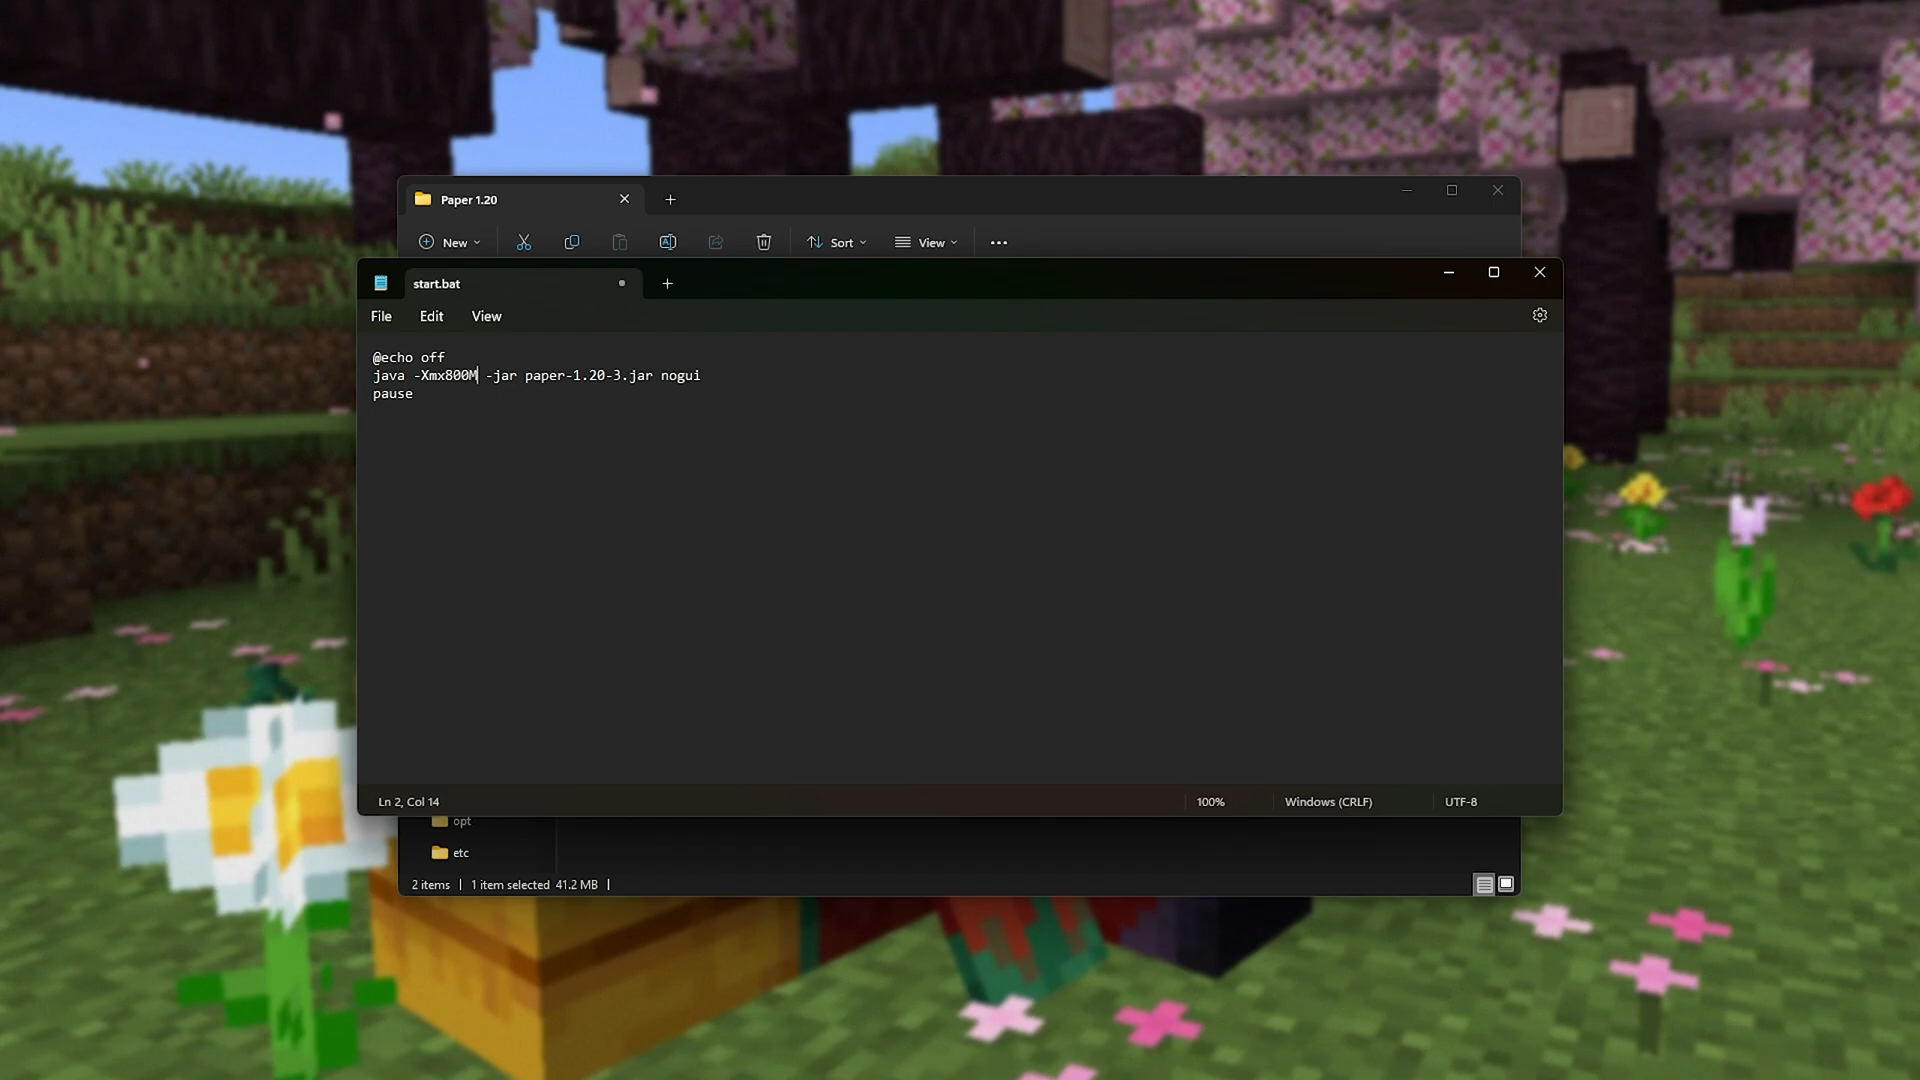 Paper 1.20
New
Sort
View
start.bat
File Edit View
@echo off
java -Xmx800M -jar paper-1.20-3.jar nogui
pause
Ln 2, Col 14
100%
Windows (CRLF)
UTF-8
opt
etc
2 items | 1 item selected 41.2 MB |